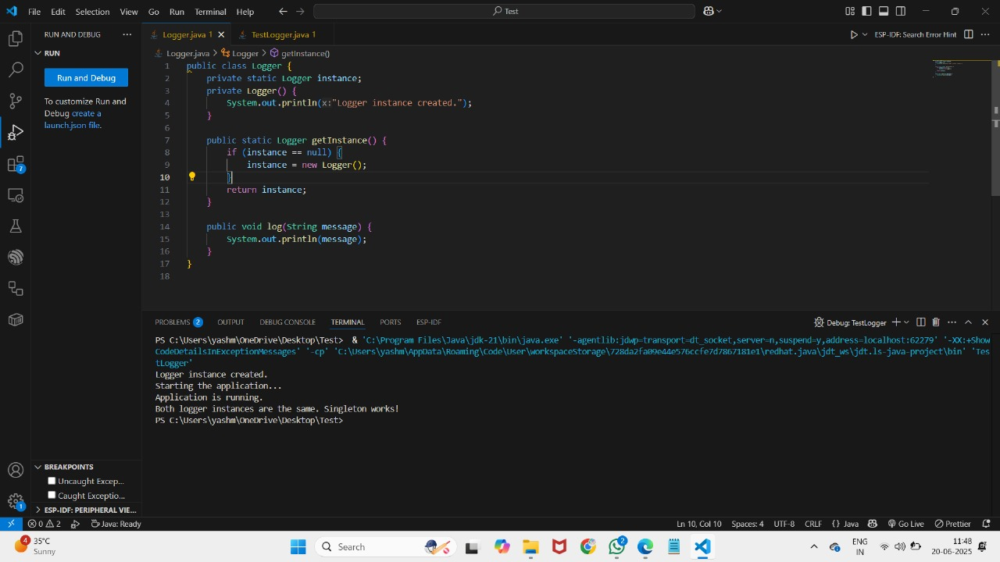 File Edit Selection View Go Run Terminal Help
Test
RUN AND DEBUG
RUN
Run and Debug
To customize Run and
Debug create a
launch.json file.
7
Logger.java 1
TestLogger.java 1
ESP-IDF: Search Error Hint
Logger.java > Logger > getInstance()
1 public class Logger {
2 private static Logger instance;
3 private Logger() {
4 System.out.println(x:"Logger instance created.");
5 }
6
7 public static Logger getInstance() {
8 if (instance == null) {
9 instance = new Logger();
10 }
11 return instance;
12 }
13
14 public void log(String message) {
15 System.out.println(message);
16 }
17 }
18
PROBLEMS 2 OUTPUT DEBUG CONSOLE TERMINAL PORTS ESP-IDF
Debug: TestLogger
PS C:\Users\yashm\OneDrive\Desktop\Test> & 'C:\Program Files\Java\jdk-21\bin\java.exe' '-agentlib:jdwp=transport=dt_socket,server=n,suspend=y,address=localhost:62279' '-XX:+Show
CodeDetailsInExceptionMessages' '-cp' 'C:\Users\yashm\AppData\Roaming\Code\User\workspaceStorage\728da2fa09e44e576ccfe7d7867181e1\redhat.java\jdt_ws\jdt.ls-java-project\bin' 'Tes
tLogger'
Logger instance created.
Starting the application...
Application is running.
Both logger instances are the same. Singleton works!
PS C:\Users\yashm\OneDrive\Desktop\Test>
BREAKPOINTS
Uncaught Excep...
Caught Exceptio...
ESP-IDF: PERIPHERAL VIE...
1
0 2 Java: Ready
Ln 10, Col 10 Spaces: 4 UTF-8 CRLF {} Java Go Live Prettier
4
35°C
Sunny
Search
2
ENG
IN
11:48
20-06-2025